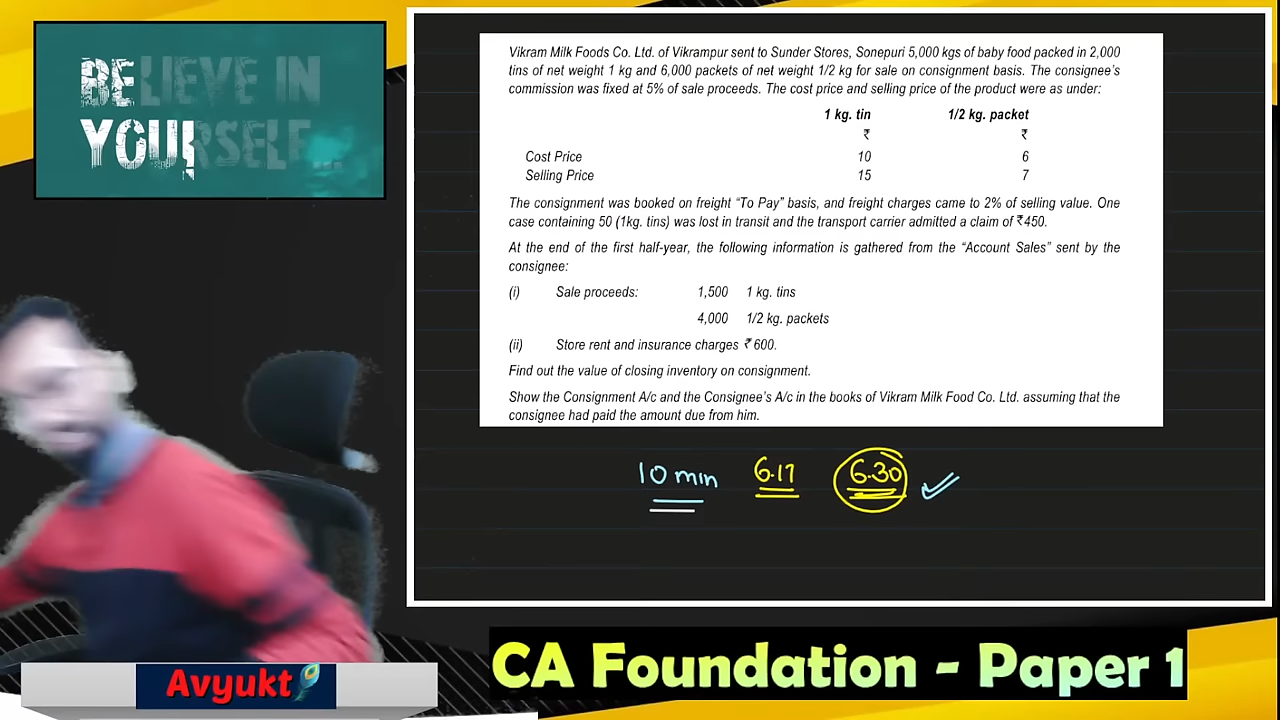 BELIEVE IN
YOURSELF...
Vikram Milk Foods Co. Ltd. of Vikrampur sent to Sunder Stores, Sonepuri 5,000 kgs of baby food packed in 2,000
tins of net weight 1 kg and 6,000 packets of net weight 1/2 kg for sale on consignment basis. The consignee's
commission was fixed at 5% of sale proceeds. The cost price and selling price of the product were as under:
1 kg. tin 1/2 kg. packet
₹ ₹
Cost Price 10 6
Selling Price 15 7
The consignment was booked on freight “To Pay” basis, and freight charges came to 2% of selling value. One
case containing 50 (1kg. tins) was lost in transit and the transport carrier admitted a claim of ₹450.
At the end of the first half-year, the following information is gathered from the “Account Sales” sent by the
consignee:
(i) Sale proceeds: 1,500 1 kg. tins
4,000 1/2 kg. packets
(ii) Store rent and insurance charges ₹ 600.
Find out the value of closing inventory on consignment.
Show the Consignment A/c and the Consignee's A/c in the books of Vikram Milk Food Co. Ltd. assuming that the
consignee had paid the amount due from him.
10 min 6.17 6.30
Avyukt
CA Foundation - Paper 1